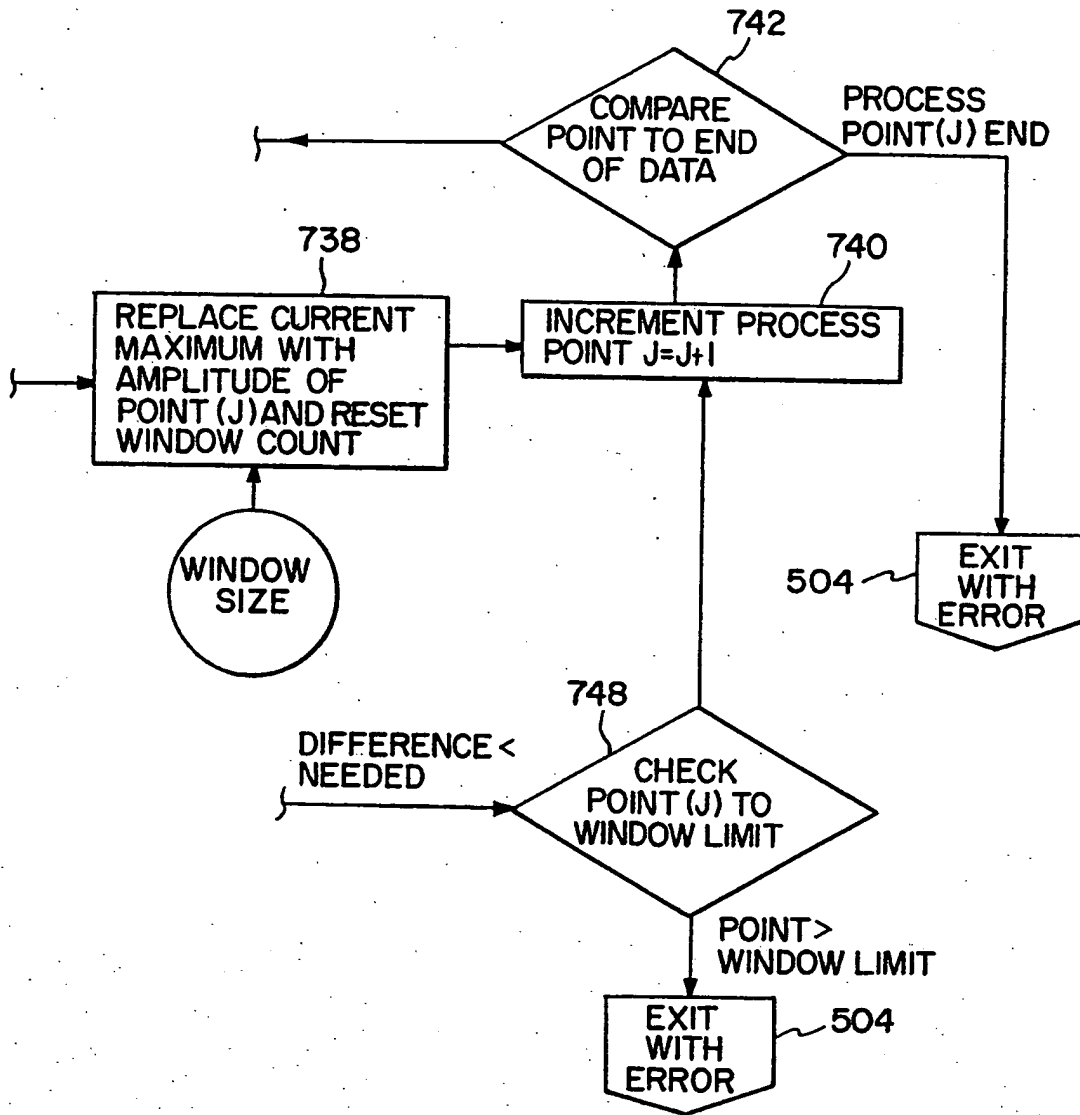 742
COMPARE
POINT TO END
OF DATA
PROCESS
POINT(J) END
738
740
REPLACE CURRENT
MAXIMUM WITH
AMPLITUDE OF
POINT (J) AND RESET
WINDOW COUNT
INCREMENT PROCESS
POINT J=J+1
WINDOW
SIZE
504
EXIT
WITH
ERROR
748
DIFFERENCE <
NEEDED
CHECK
POINT (J) TO
WINDOW LIMIT
POINT >
WINDOW LIMIT
EXIT
WITH
ERROR
504